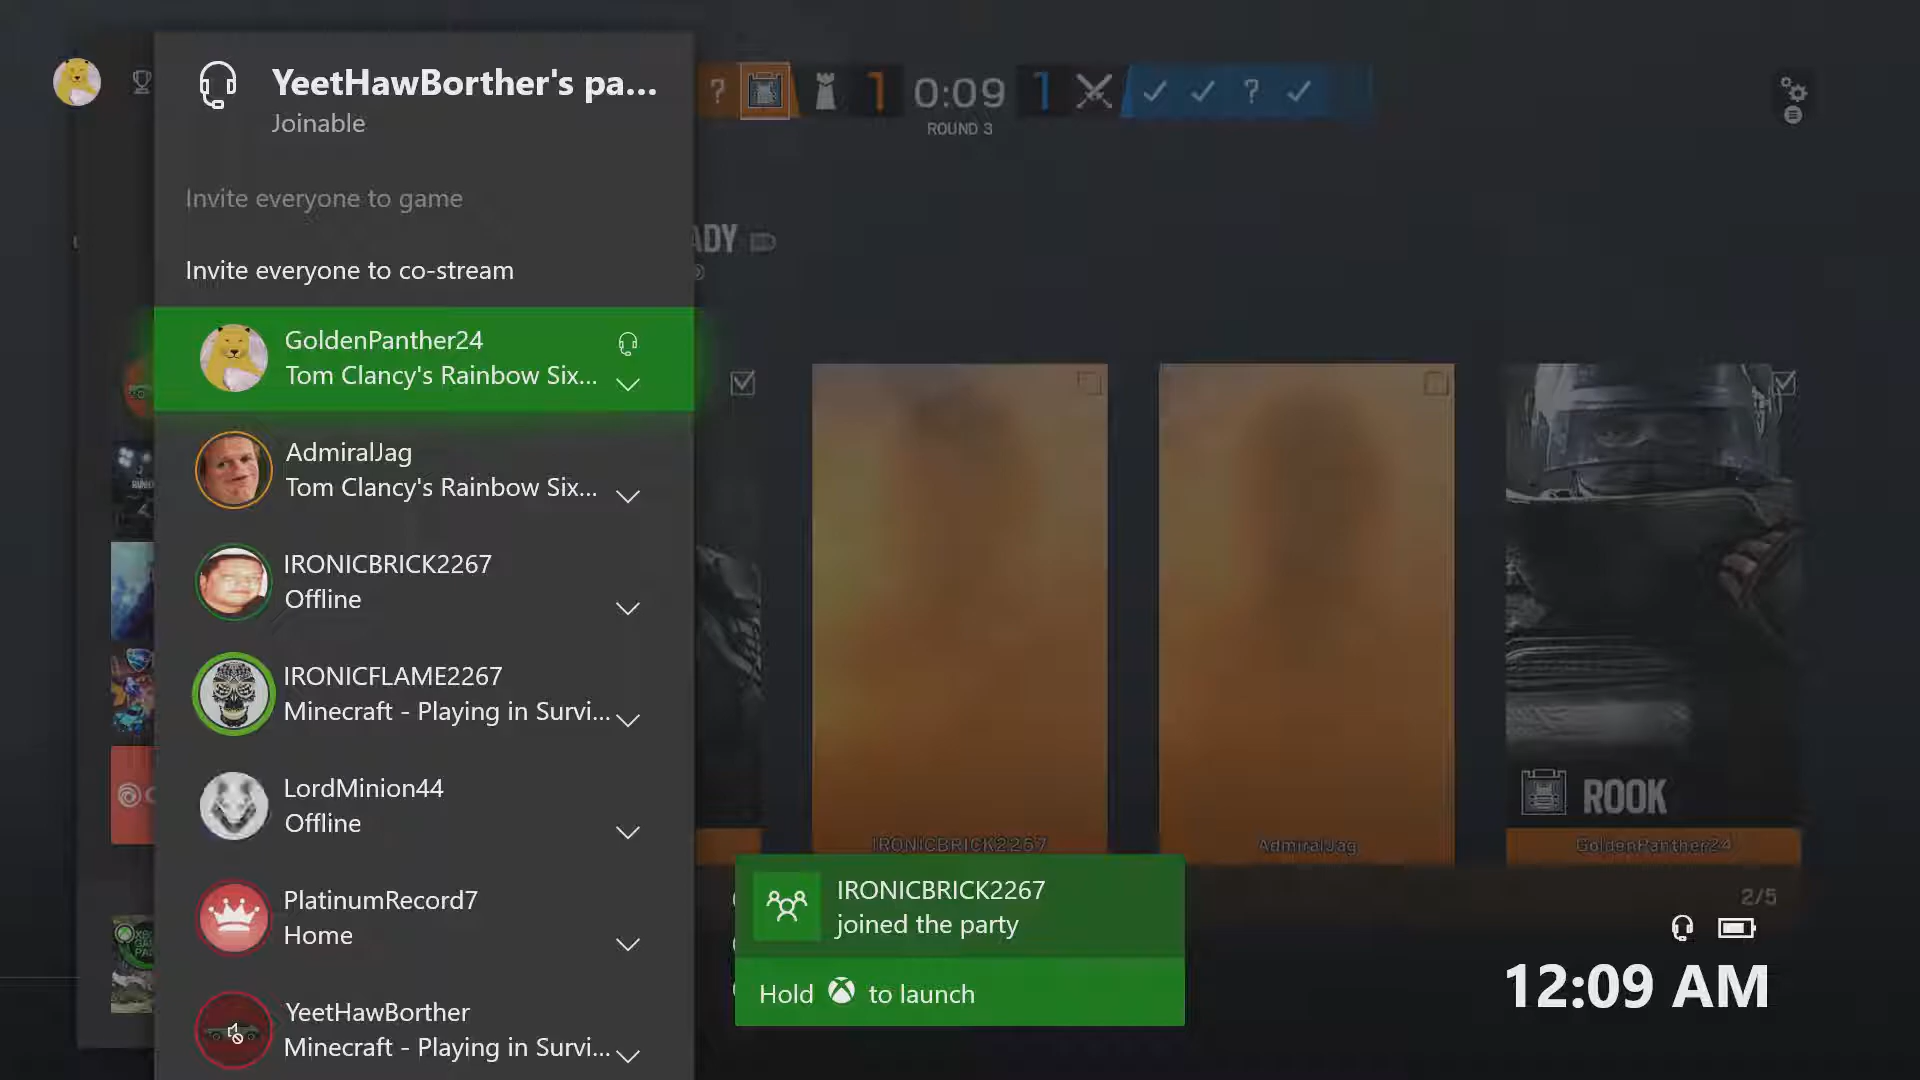 YeetHawBorther's pa...
Joinable
Invite everyone to game
Invite everyone to co-stream
GoldenPanther24
Tom Clancy's Rainbow Six...
AdmiralJag
Tom Clancy's Rainbow Six...
IRONICBRICK2267
Offline
IRONICFLAME2267
Minecraft - Playing in Survi...
LordMinion44
Offline
PlatinumRecord7
Home
YeetHawBorther
Minecraft - Playing in Survi...
? 1 0:09 1 ?
ROUND 3
ADY
ROOK
IRONICBRICK2267
AdmiralJag
GoldenPanther24
2/5
IRONICBRICK2267
joined the party
Hold to launch
12:09 AM